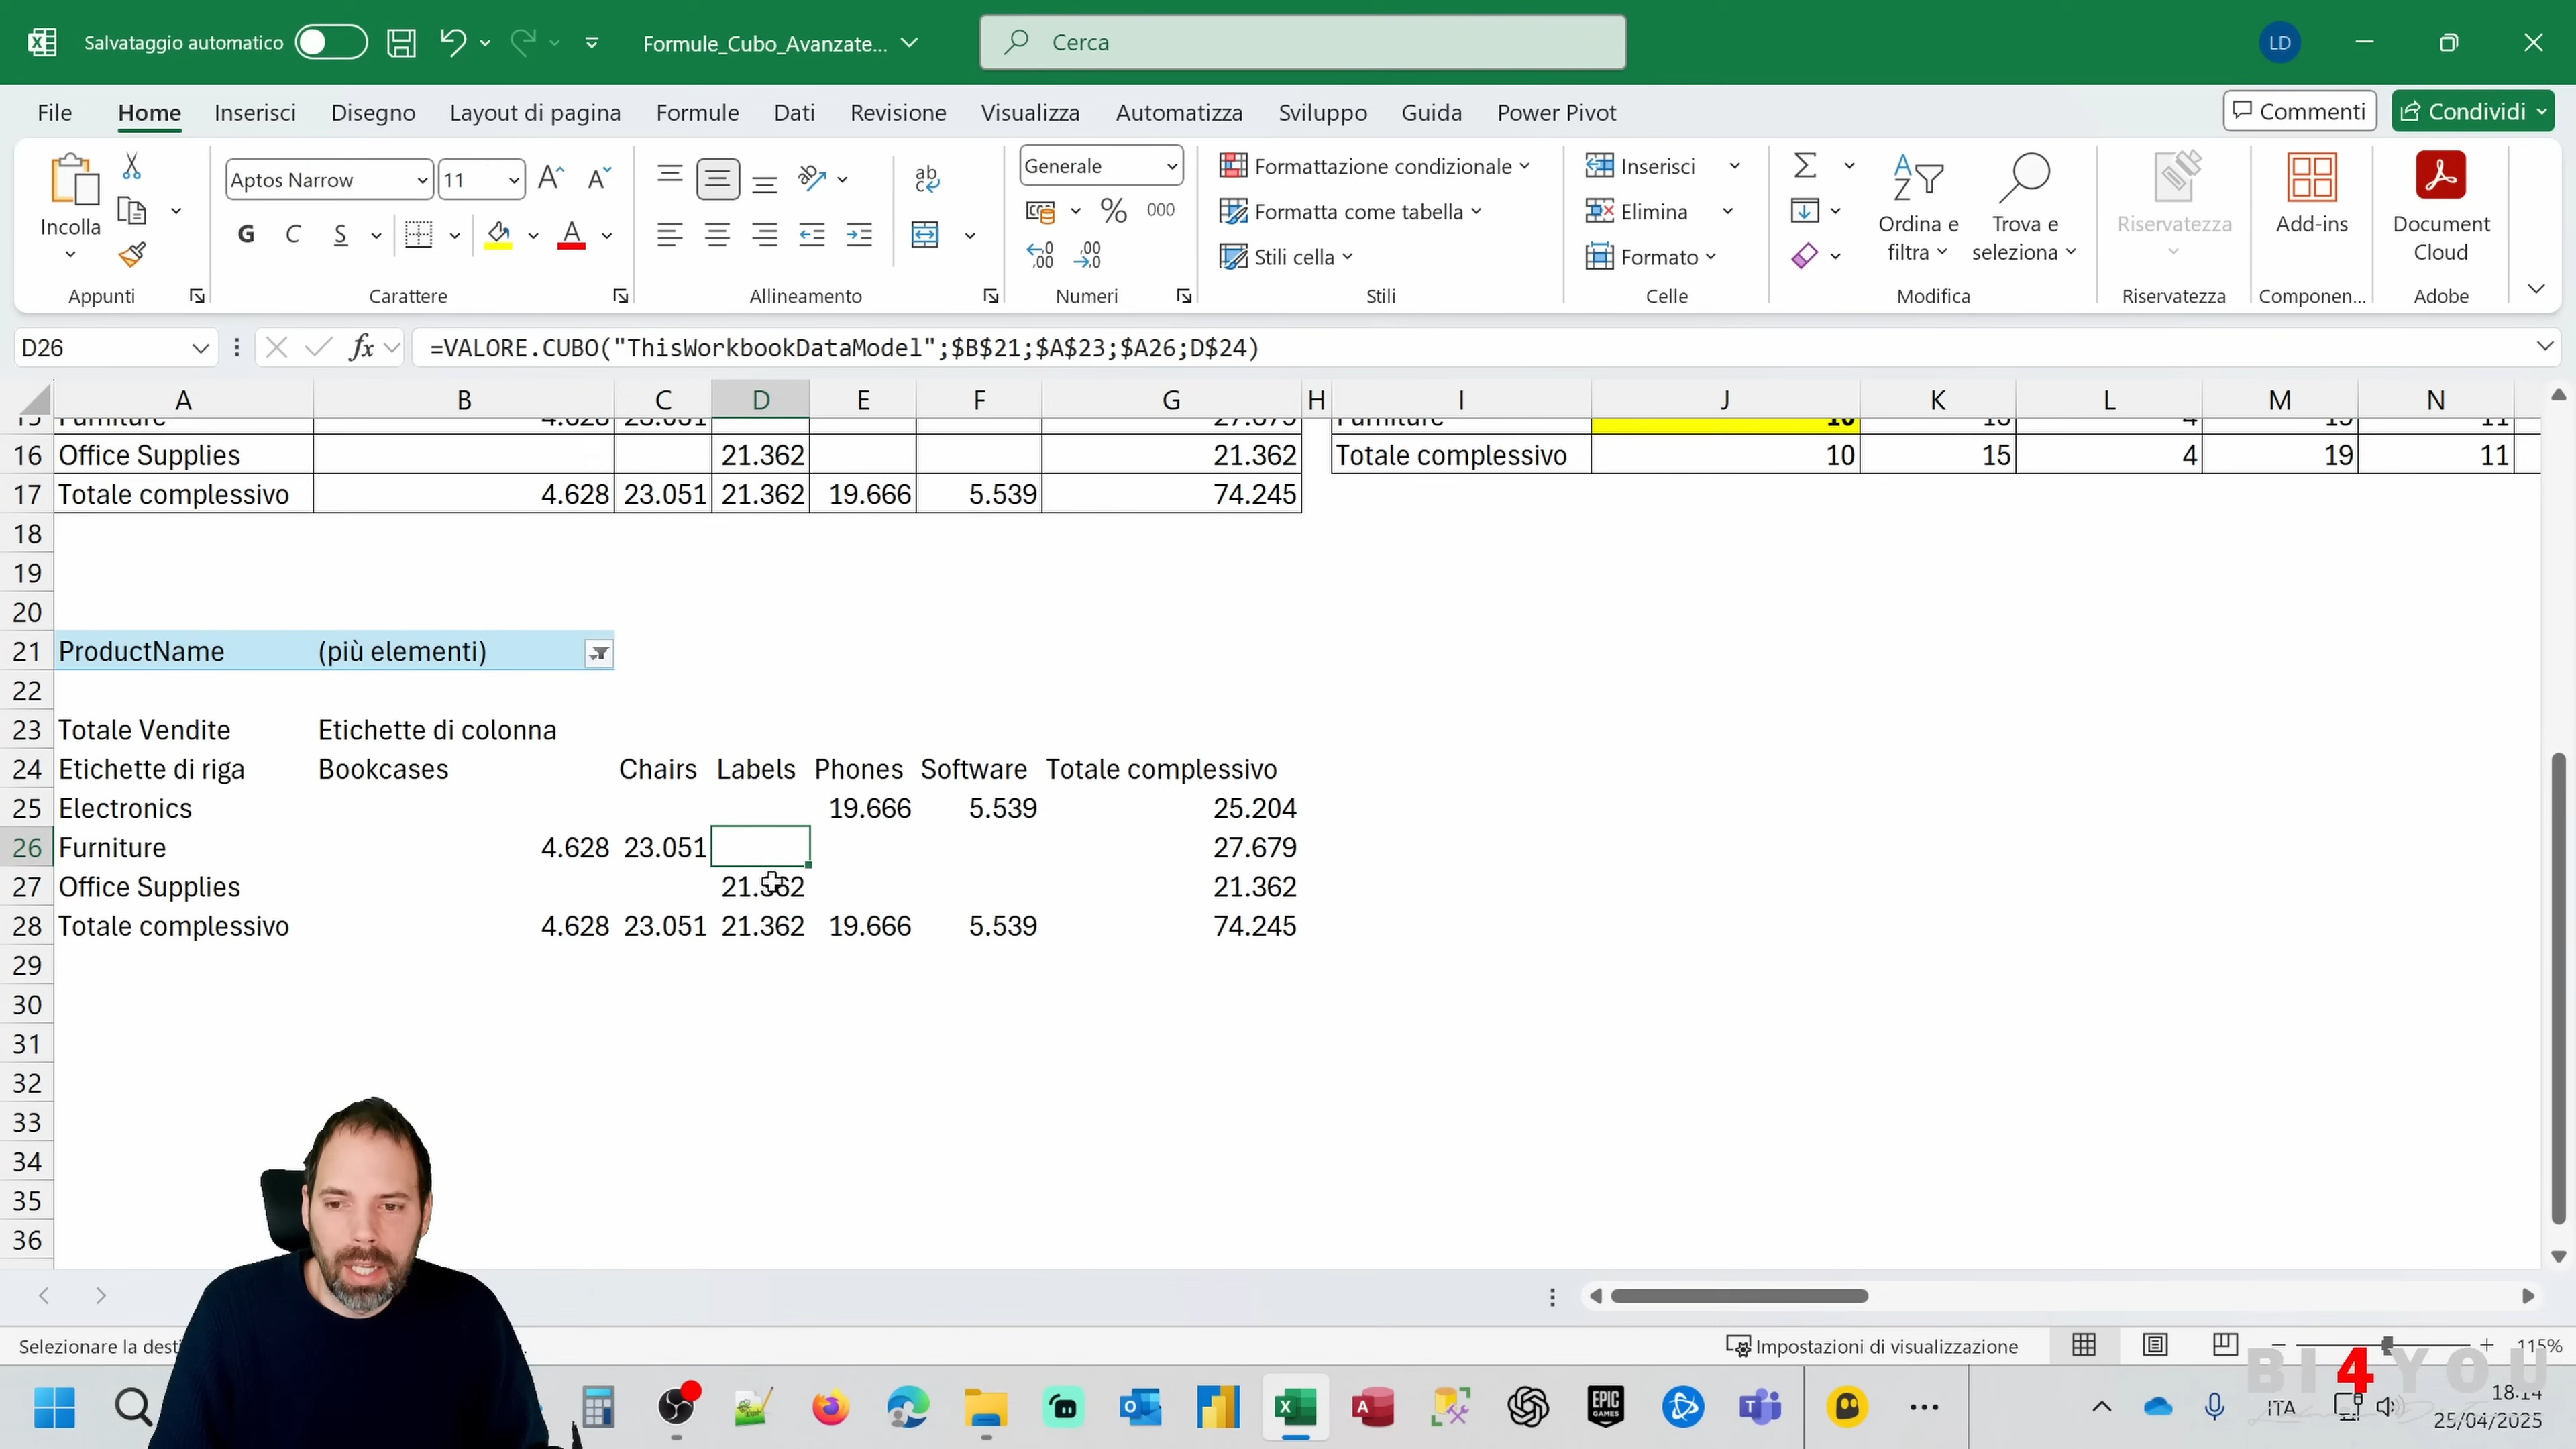 Salvataggio automatico
Formule_Cubo_Avanzate...
Cerca
LD
File Home Inserisci Disegno Layout di pagina Formule Dati Revisione Visualizza Automatizza Sviluppo Guida Power Pivot
Commenti
Condividi
Incolla
Appunti
Aptos Narrow 11
G C S
Carattere
Allineamento
Generale
% 000
Numeri
Formattazione condizionale
Formatta come tabella
Stili cella
Stili
Inserisci
Elimina
Formato
Celle
Ordina e filtra
Trova e seleziona
Modifica
Riservatezza
Riservatezza
Add-ins
Componen...
Document Cloud
Adobe
D26 fx =VALORE.CUBO("ThisWorkbookDataModel";$B$21;$A$23;$A26;D$24)
A B C D E F G H I J K L M N
16 Office Supplies 21.362 21.362 Totale complessivo 10 15 4 19 11
17 Totale complessivo 4.628 23.051 21.362 19.666 5.539 74.245
18
19
20
21 ProductName (più elementi)
22
23 Totale Vendite Etichette di colonna
24 Etichette di riga Bookcases Chairs Labels Phones Software Totale complessivo
25 Electronics 19.666 5.539 25.204
26 Furniture 4.628 23.051 27.679
27 Office Supplies 21.362 21.362
28 Totale complessivo 4.628 23.051 21.362 19.666 5.539 74.245
29
30
31
32
33
34
35
36
Selezionare la
Impostazioni di visualizzazione
115%
BI4YOU
ITA
18:14
25/04/2025